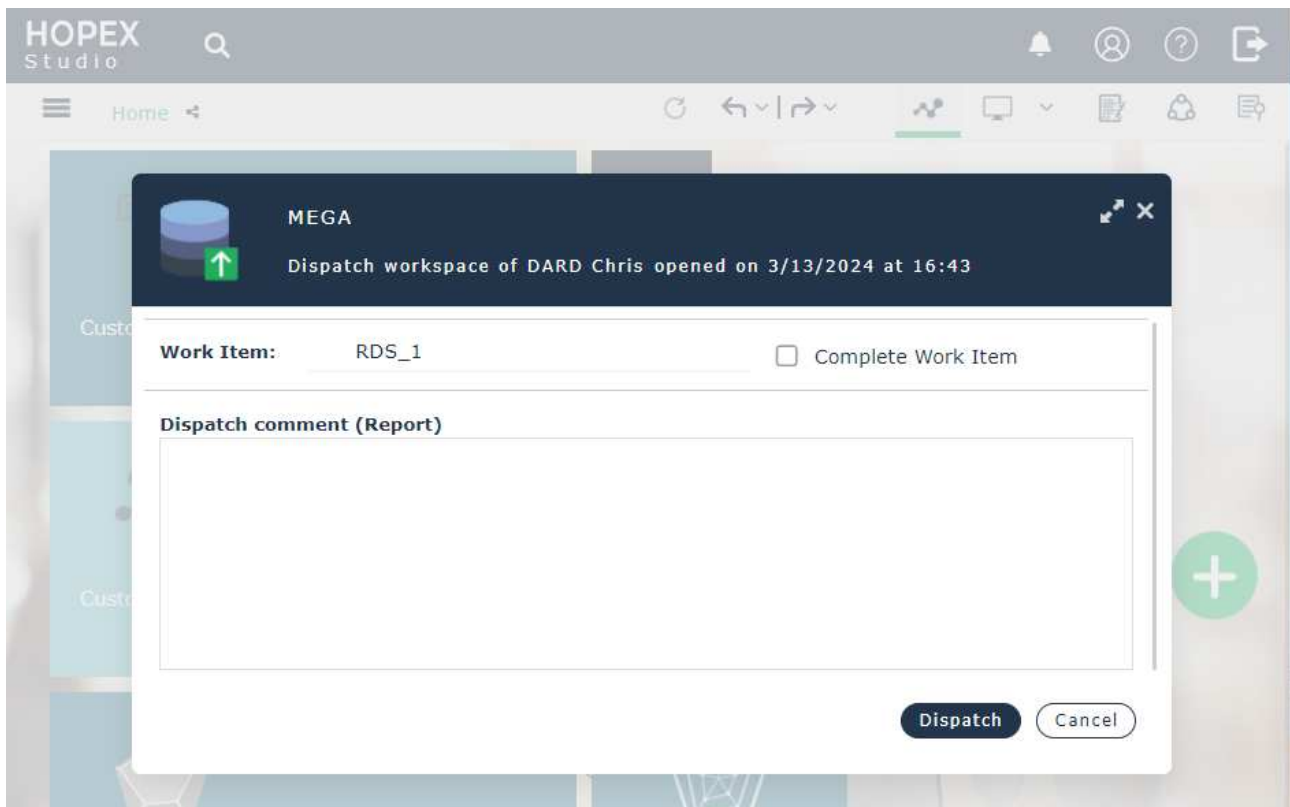 HOPEX
Studio
Home
MEGA
Dispatch workspace of DARD Chris opened on 3/13/2024 at 16:43
Work Item: RDS_1 Complete Work Item
Dispatch comment (Report)
Dispatch Cancel